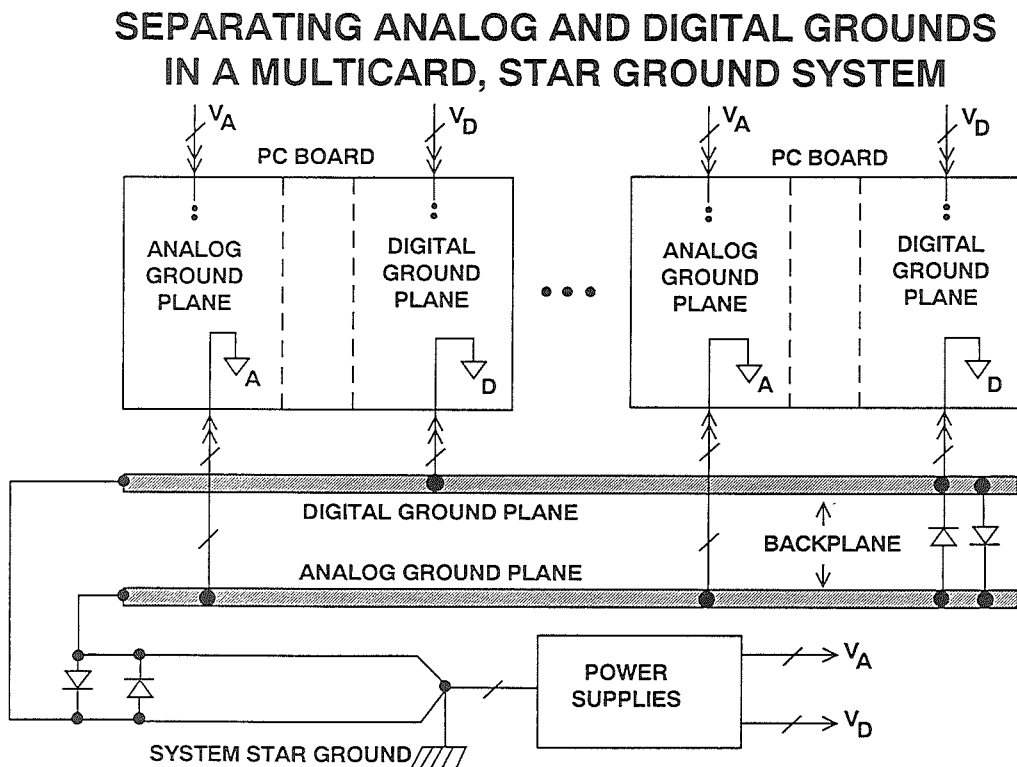 SEPARATING ANALOG AND DIGITAL GROUNDS
IN A MULTICARD, STAR GROUND SYSTEM
VA
VD
VA
VD
PC BOARD
PC BOARD
ANALOG
GROUND
PLANE
DIGITAL
GROUND
PLANE
ANALOG
GROUND
PLANE
DIGITAL
GROUND
PLANE
A
D
A
D
DIGITAL GROUND PLANE
BACKPLANE
ANALOG GROUND PLANE
POWER
SUPPLIES
VA
VD
SYSTEM STAR GROUND